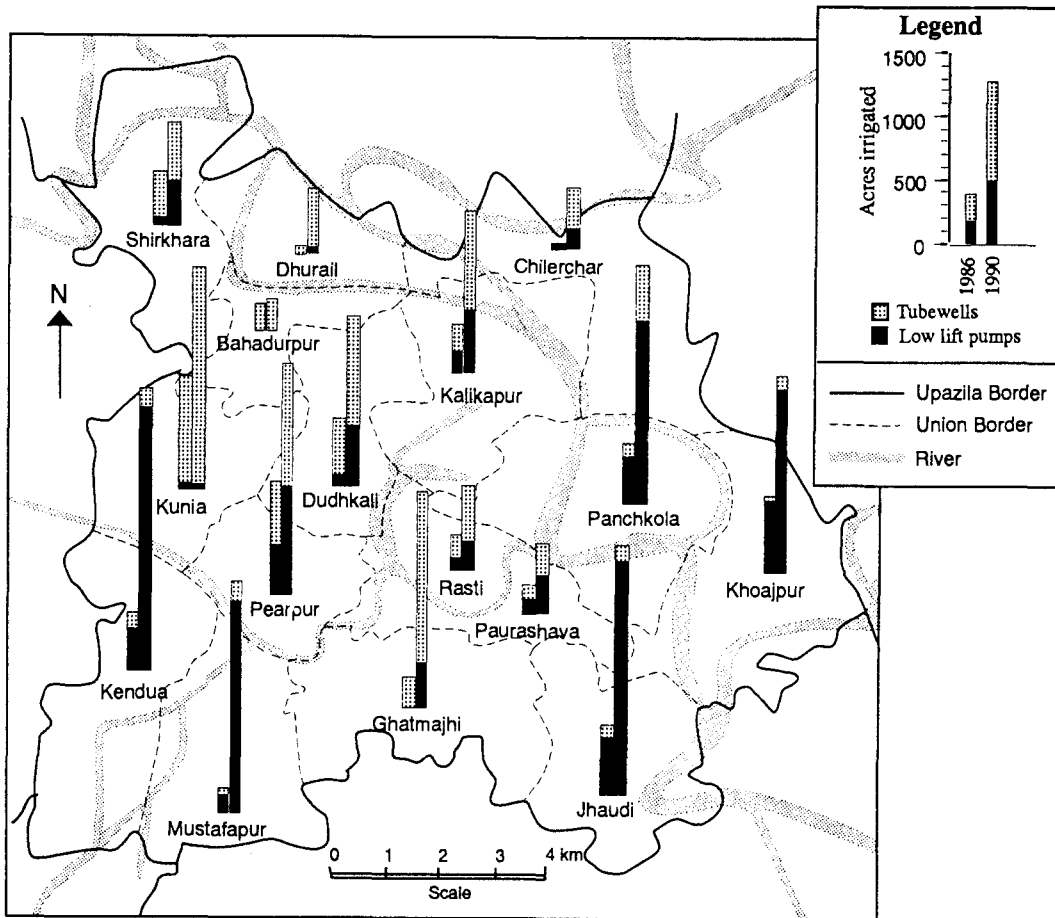 Legend
1500
1000
500
0
Acres irrigated
1986
1990
Tubewells
Low lift pumps
Upazila Border
Union Border
River
N
Shirkhara
Dhurail
Chilerchar
Bahadurpur
Kalikapur
Kunia
Dudhkali
Panchkola
Khoajpur
Pearpur
Rasti
Paurashava
Kendua
Ghatmajhi
Jhaudi
Mustafapur
0 1 2 3 4 km
Scale